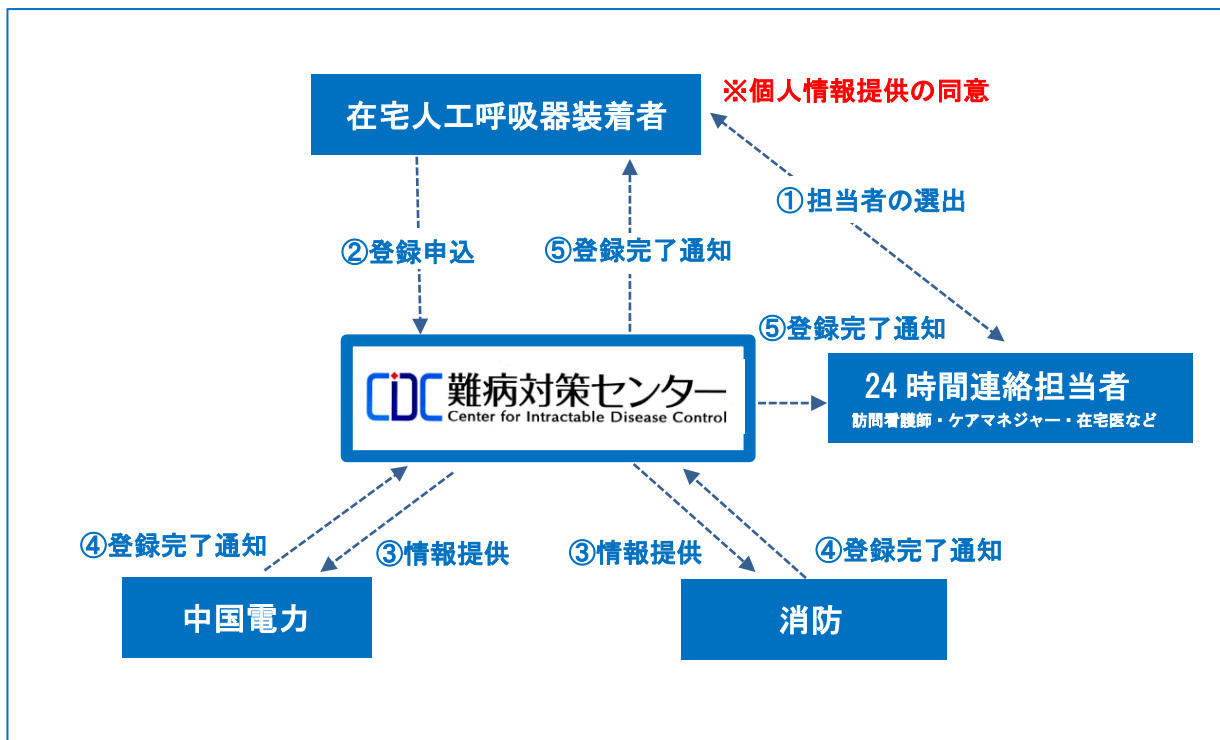 ※個人情報提供の同意
在宅人工呼吸器装着者
①担当者の選出
②登録申込
⑤登録完了通知
⑤登録完了通知
CIDC 難病対策センター
Center for Intractable Disease Control
24時間連絡担当者
訪問看護師・ケアマネジャー・在宅医など
④登録完了通知
③情報提供
③情報提供
④登録完了通知
中国電力
消防